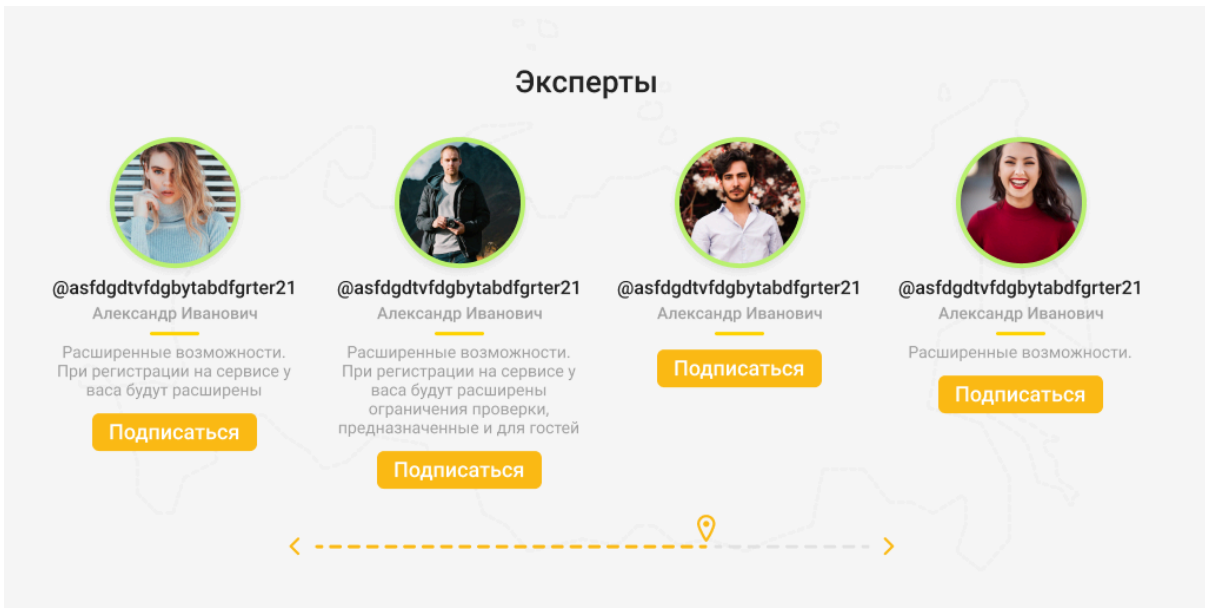 Эксперты
@asfdgdtvfdgbytabdfgrter21
Александр Иванович
Расширенные возможности.
При регистрации на сервисе у
васа будут расширены
Подписаться
@asfdgdtvfdgbytabdfgrter21
Александр Иванович
Расширенные возможности.
При регистрации на сервисе у
васа будут расширены
ограничения проверки,
предназначенные и для гостей
Подписаться
@asfdgdtvfdgbytabdfgrter21
Александр Иванович
Подписаться
@asfdgdtvfdgbytabdfgrter21
Александр Иванович
Расширенные возможности.
Подписаться